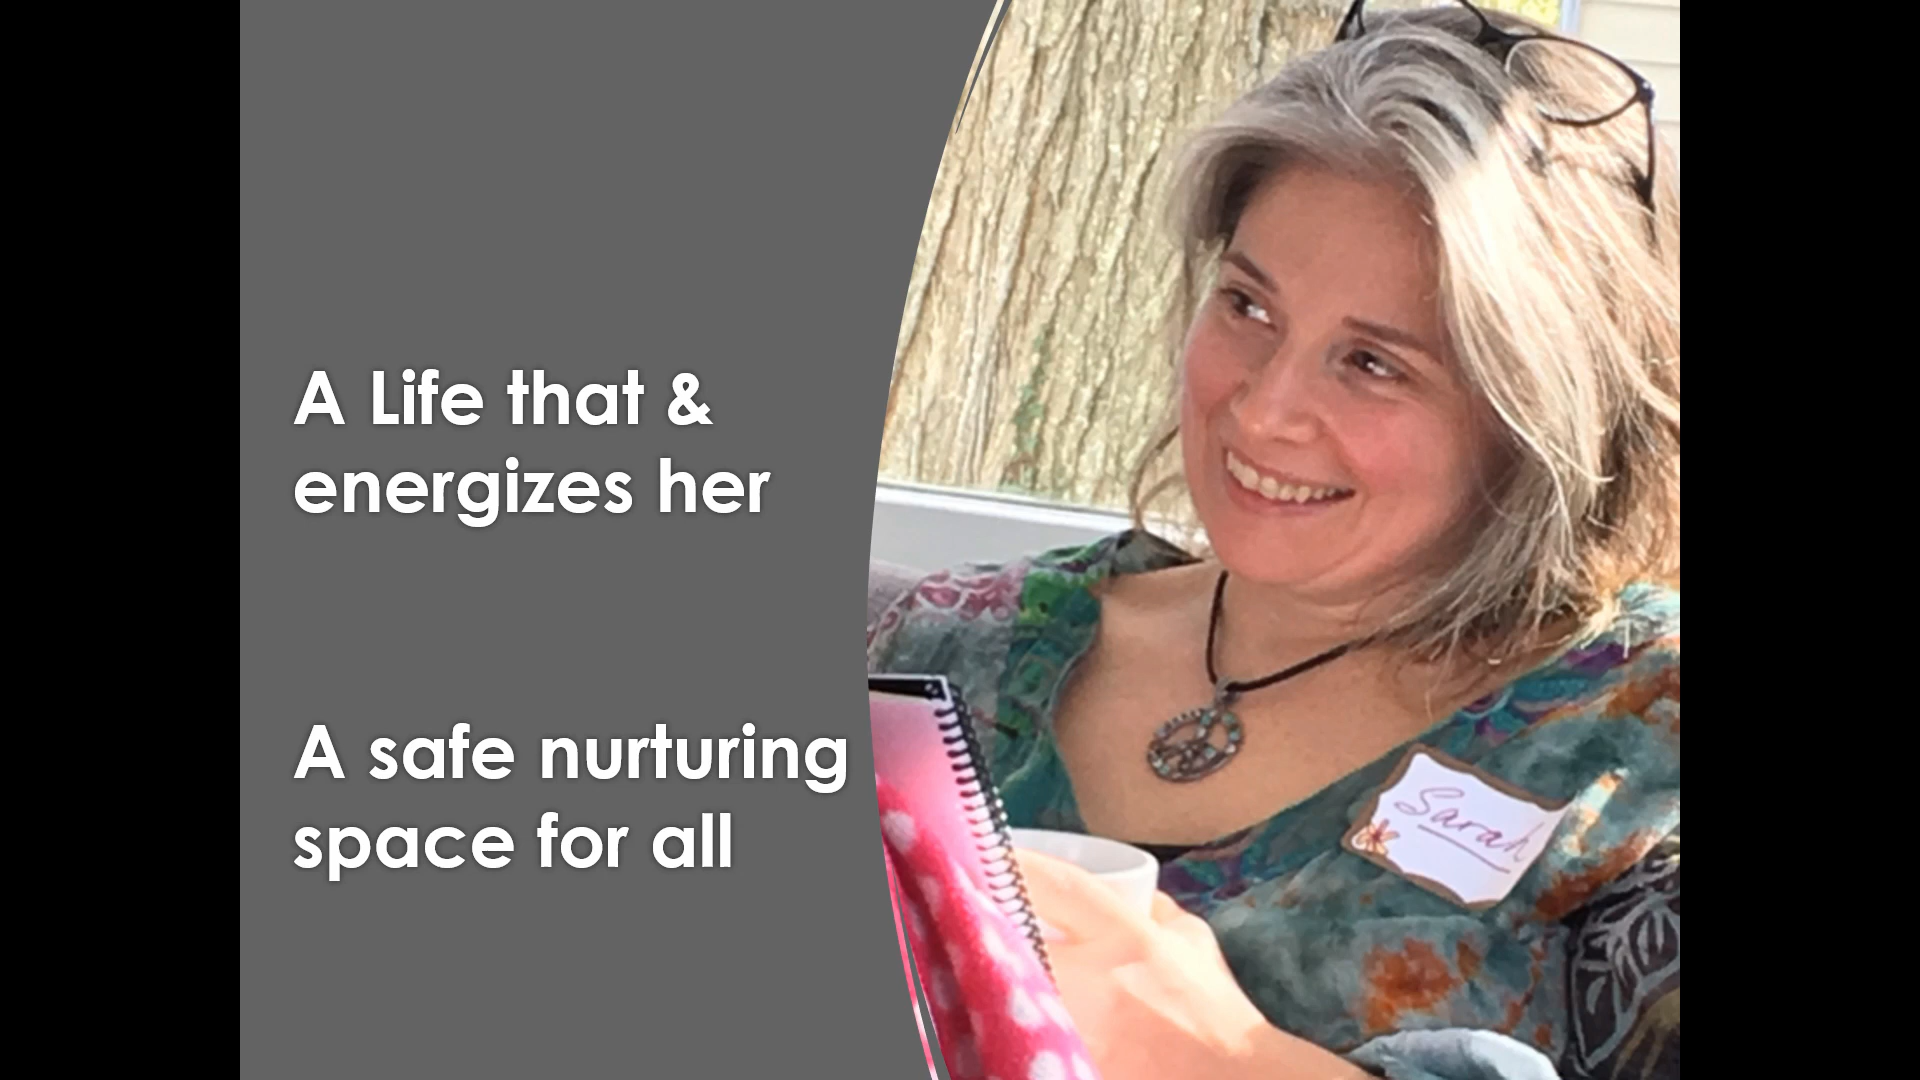 A Life that &
energizes her
A safe nurturing
space for all
Sarah